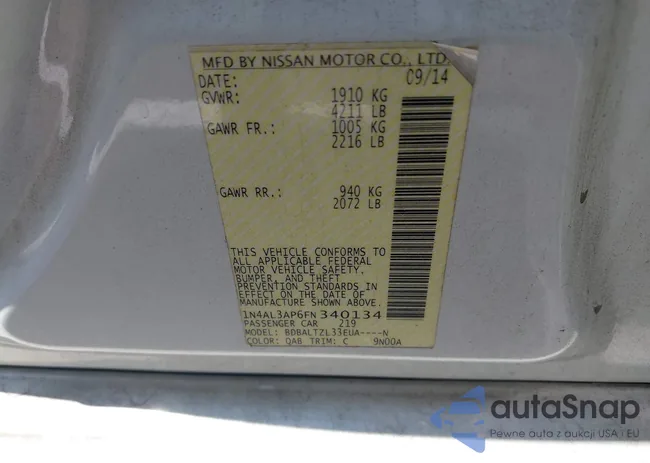 MFD BY NISSAN MOTOR CO., LTD.
DATE: 09/14
GVWR: 1910 KG
4211 LB
GAWR FR.: 1005 KG
2216 LB
GAWR RR.: 940 KG
2072 LB
THIS VEHICLE CONFORMS TO
ALL APPLICABLE FEDERAL
MOTOR VEHICLE SAFETY,
BUMPER, AND THEFT
PREVENTION STANDARDS IN
EFFECT ON THE DATE OF
MANUFACTURE SHOWN ABOVE.
1N4AL3AP6FN 340134
PASSENGER CAR 219
MODEL: BDBALTZL33EUA----N
COLOR: QAB TRIM: C 9N00A
autaSnap
Pewne auta z aukcji USA i EU